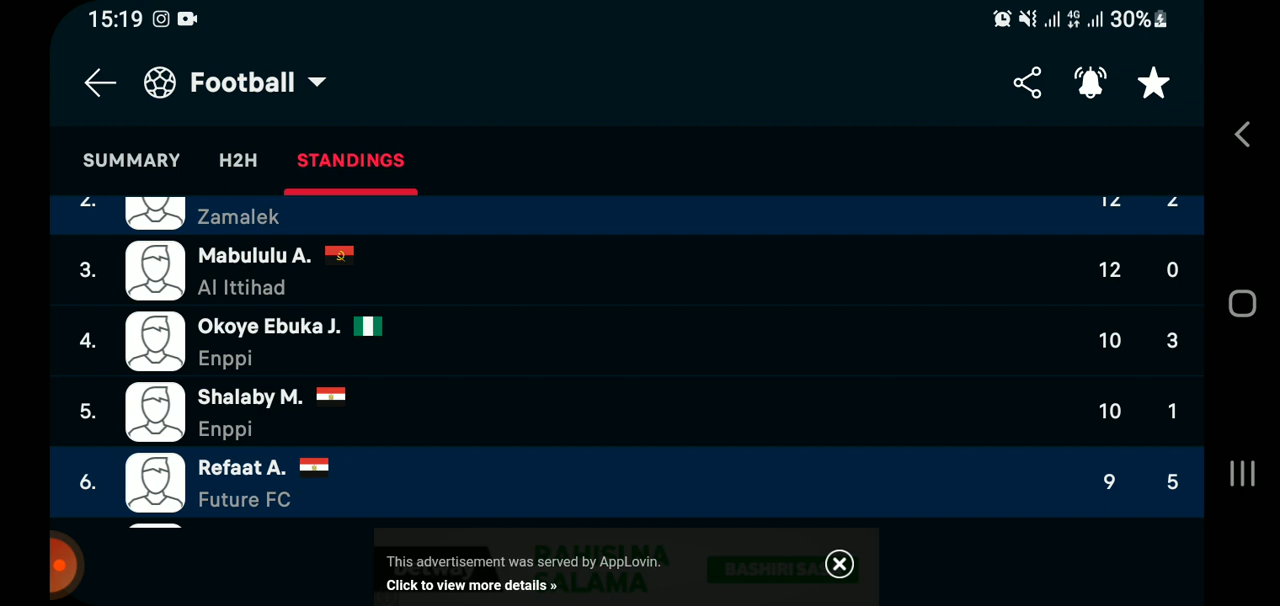 15:19 4G 30%
Football
SUMMARY H2H STANDINGS
2. Zamalek 12 2
3. Mabululu A. 12 0
Al Ittihad
4. Okoye Ebuka J. 10 3
Enppi
5. Shalaby M. 10 1
Enppi
6. Refaat A. 9 5
Future FC
This advertisement was served by AppLovin.
Click to view more details »